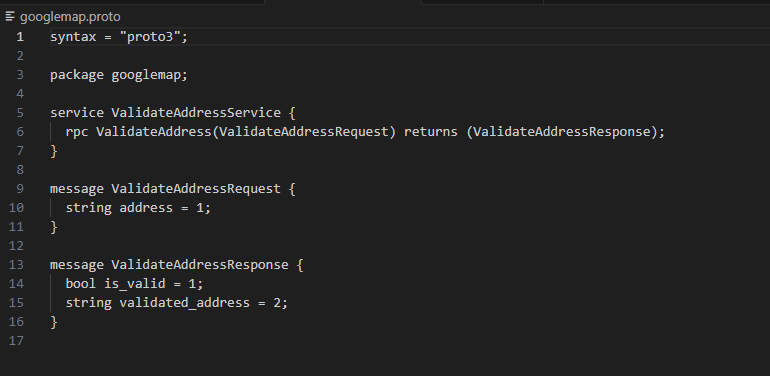 googlemap.proto
1 syntax = "proto3";
2
3 package googlemap;
4
5 service ValidateAddressService {
6   rpc ValidateAddress(ValidateAddressRequest) returns (ValidateAddressResponse);
7 }
8
9 message ValidateAddressRequest {
10   string address = 1;
11 }
12
13 message ValidateAddressResponse {
14   bool is_valid = 1;
15   string validated_address = 2;
16 }
17